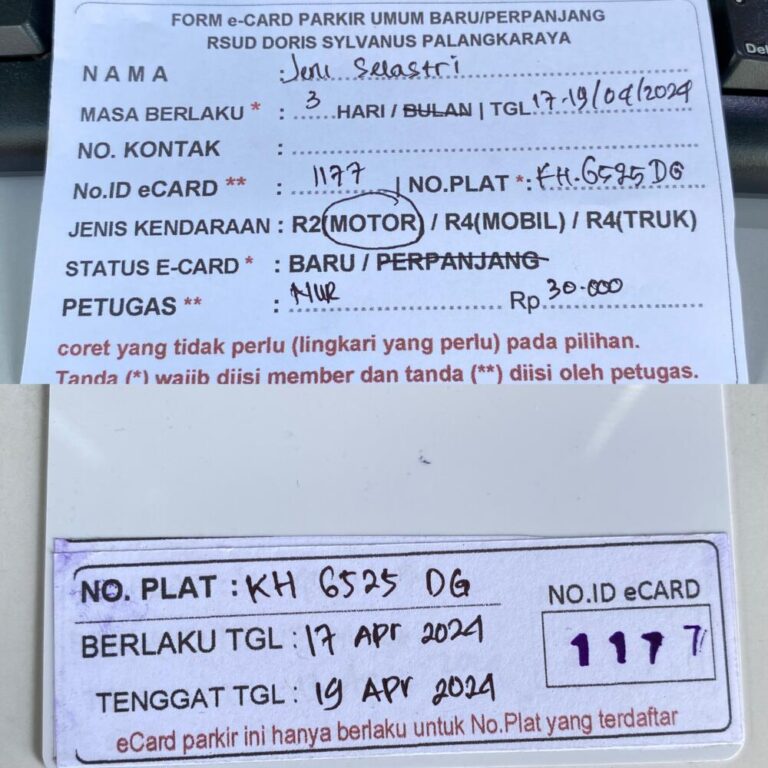 FORM e-CARD PARKIR UMUM BARU/PERPANJANG
RSUD DORIS SYLVANUS PALANGKARAYA
NAMA : Jeni Selastri
MASA BERLAKU * : 3 HARI / BULAN | TGL 17-19/04/2024
NO. KONTAK :
No.ID eCARD ** : 1177 | NO.PLAT *: KH.6525 DG
JENIS KENDARAAN : R2(MOTOR) / R4(MOBIL) / R4(TRUK)
STATUS E-CARD * : BARU / PERPANJANG
PETUGAS ** : NUR Rp 30.000
coret yang tidak perlu (lingkari yang perlu) pada pilihan.
Tanda (*) wajib diisi member dan tanda (**) diisi oleh petugas.
NO. PLAT : KH 6525 DG
BERLAKU TGL : 17 Apr 2024
TENGGAT TGL : 19 Apr 2024
NO.ID eCARD
1177
eCard parkir ini hanya berlaku untuk No.Plat yang terdaftar
Del